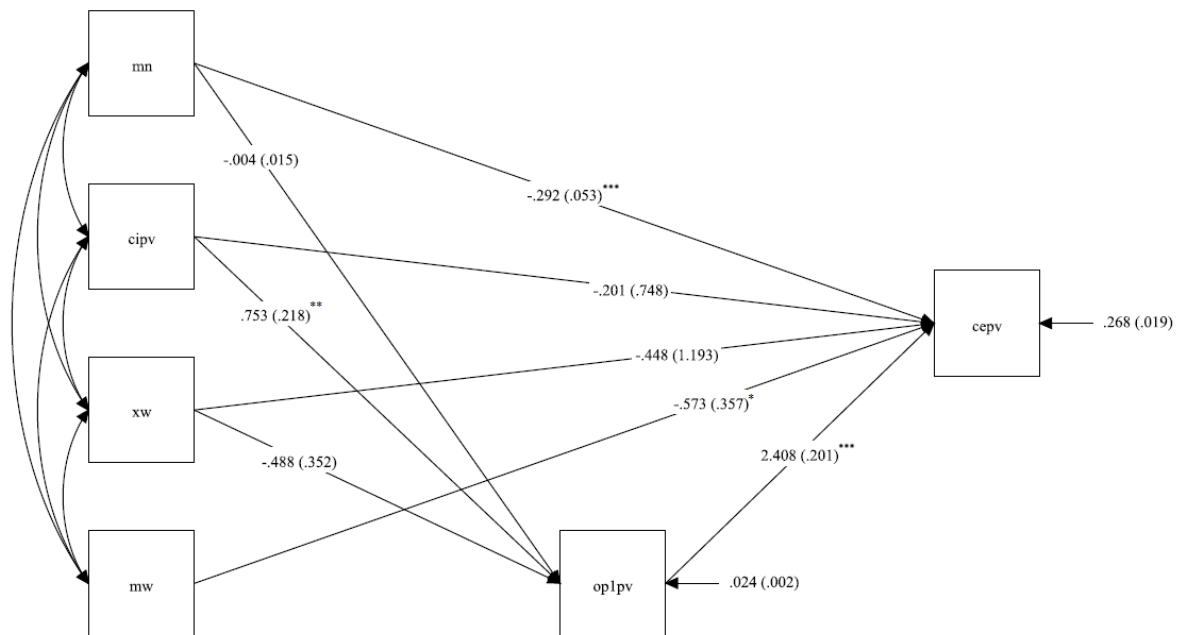 mn
-.004 (.015)
-.292 (.053)***
cipv
-.201 (.748)
.753 (.218)**
cepv
.268 (.019)
-.448 (1.193)
xw
-.573 (.357)*
-.488 (.352)
2.408 (.201)***
mw
op1pv
.024 (.002)